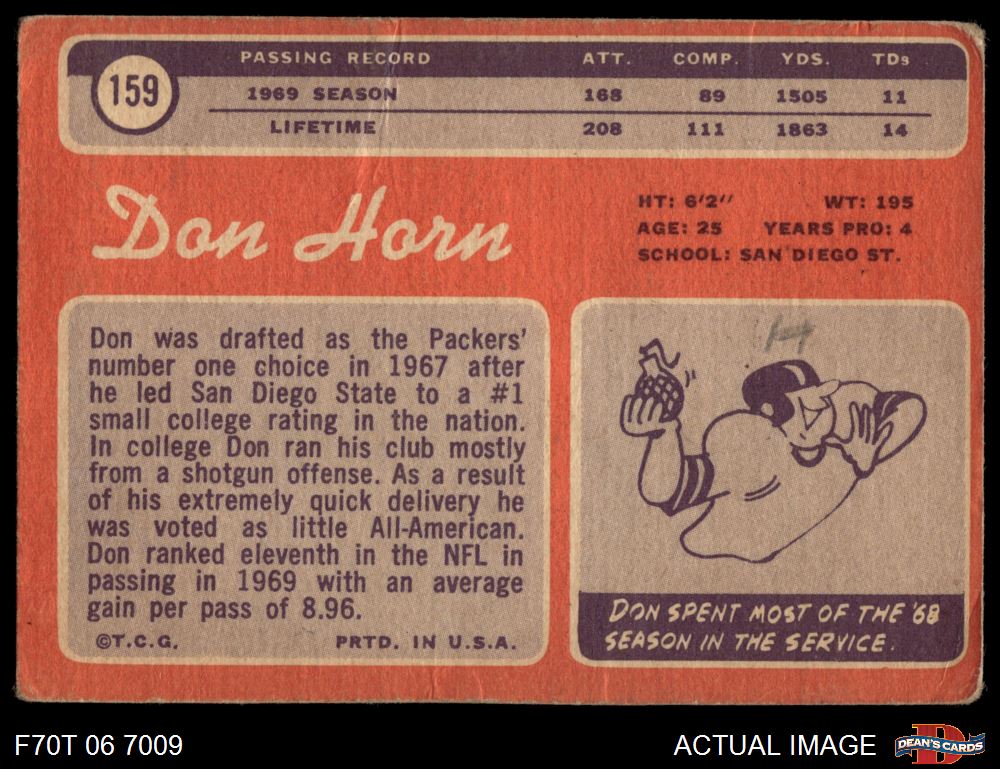 159
PASSING RECORD ATT. COMP. YDS. TDs
1969 SEASON 168 89 1505 11
LIFETIME 208 111 1863 14
Don Horn
HT: 6'2" WT: 195
AGE: 25 YEARS PRO: 4
SCHOOL: SAN DIEGO ST.
Don was drafted as the Packers'
number one choice in 1967 after
he led San Diego State to a #1
small college rating in the nation.
In college Don ran his club mostly
from a shotgun offense. As a result
of his extremely quick delivery he
was voted as little All-American.
Don ranked eleventh in the NFL in
passing in 1969 with an average
gain per pass of 8.96.
©T.C.G. PRTD. IN U.S.A.
DON SPENT MOST OF THE '68
SEASON IN THE SERVICE.
F70T 06 7009
ACTUAL IMAGE
DEAN'S CARDS